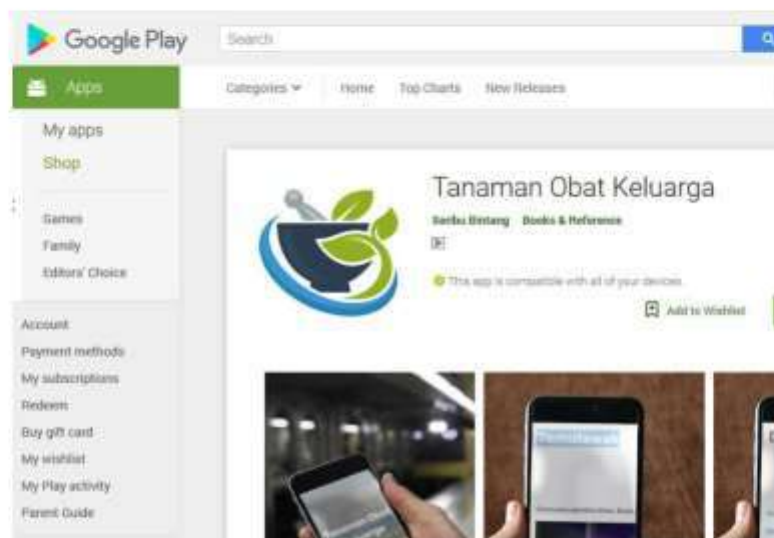 Google Play
Search
Apps
Categories
Home
Top Charts
New Releases
My apps
Shop
Games
Family
Editors' Choice
Account
Payment methods
My subscriptions
Redeem
Buy gift card
My wishlist
My Play activity
Parent Guide
Tanaman Obat Keluarga
Seribu Bintang Books & Reference
This app is compatible with all of your devices.
Add to Wishlist